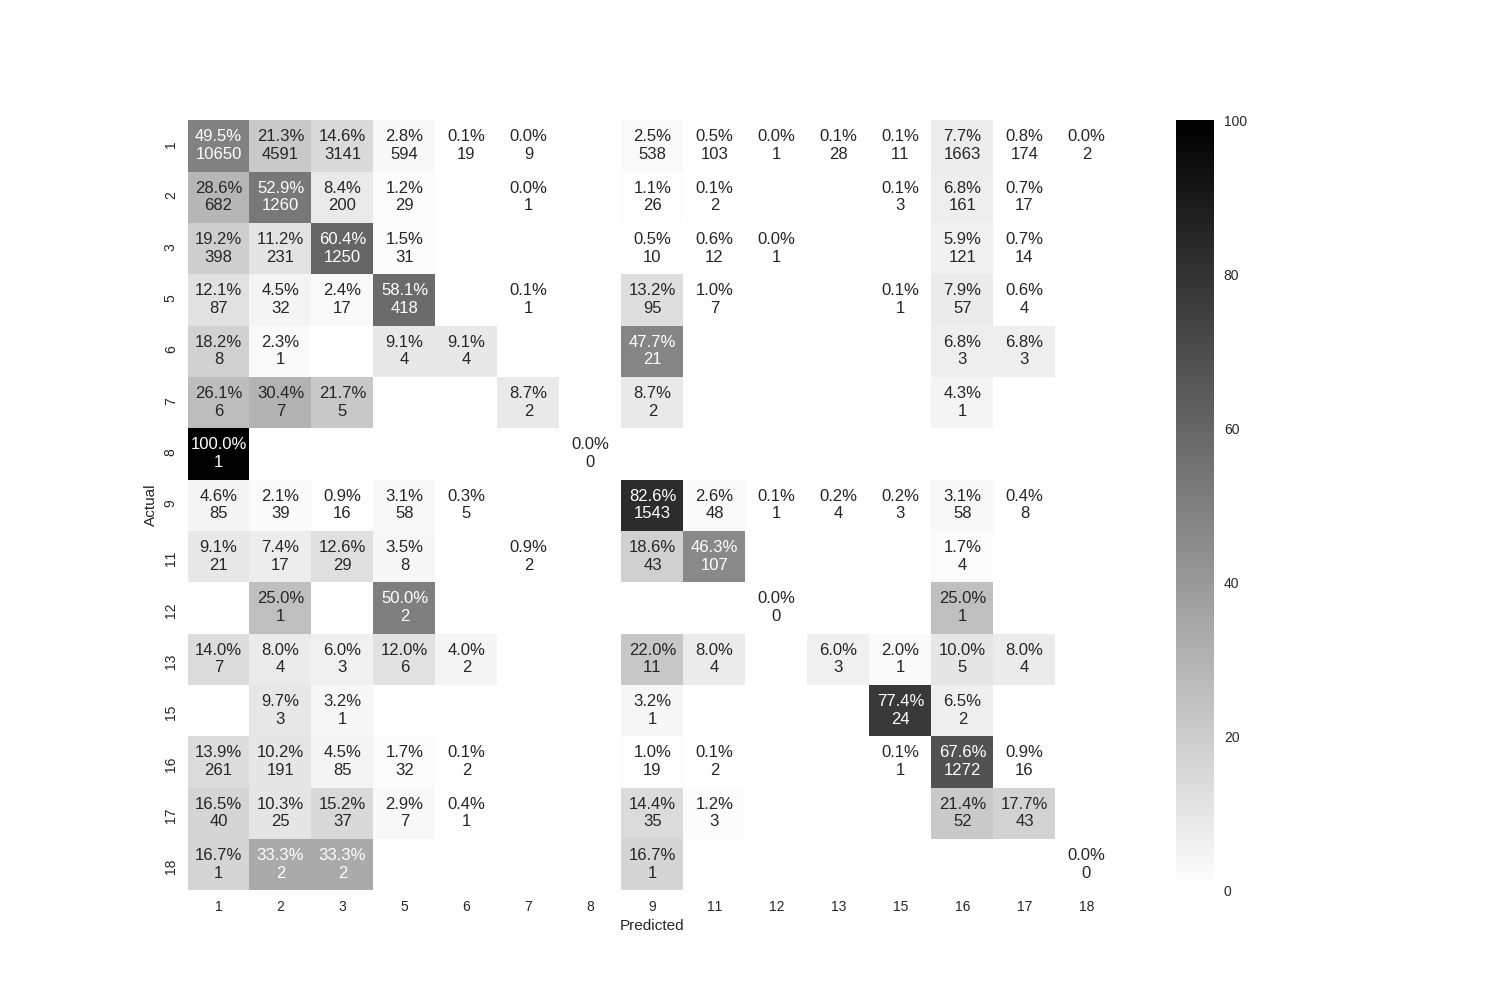 49.5% 21.3% 14.6% 2.8% 0.1% 0.0% 2.5% 0.5% 0.0% 0.1% 0.1% 7.7% 0.8% 0.0%
1 10650 4591 3141 594 19 9 538 103 1 28 11 1663 174 2
28.6% 52.9% 8.4% 1.2% 0.0% 1.1% 0.1% 0.1% 6.8% 0.7%
2 682 1260 200 29 1 26 2 3 161 17
19.2% 11.2% 60.4% 1.5% 0.5% 0.6% 0.0% 5.9% 0.7%
3 398 231 1250 31 10 12 1 121 14
12.1% 4.5% 2.4% 58.1% 0.1% 13.2% 1.0% 0.1% 7.9% 0.6%
5 87 32 17 418 1 95 7 1 57 4
18.2% 2.3% 9.1% 9.1% 47.7% 6.8% 6.8%
6 8 1 4 4 21 3 3
26.1% 30.4% 21.7% 8.7% 8.7% 4.3%
7 6 7 5 2 2 1
100.0% 0.0%
8 1 0
4.6% 2.1% 0.9% 3.1% 0.3% 82.6% 2.6% 0.1% 0.2% 0.2% 3.1% 0.4%
9 85 39 16 58 5 1543 48 1 4 3 58 8
9.1% 7.4% 12.6% 3.5% 0.9% 18.6% 46.3% 1.7%
11 21 17 29 8 2 43 107 4
25.0% 50.0% 0.0% 25.0%
12 1 2 0 1
14.0% 8.0% 6.0% 12.0% 4.0% 22.0% 8.0% 6.0% 2.0% 10.0% 8.0%
13 7 4 3 6 2 11 4 3 1 5 4
9.7% 3.2% 3.2% 77.4% 6.5%
15 3 1 1 24 2
13.9% 10.2% 4.5% 1.7% 0.1% 1.0% 0.1% 0.1% 67.6% 0.9%
16 261 191 85 32 2 19 2 1 1272 16
16.5% 10.3% 15.2% 2.9% 0.4% 14.4% 1.2% 21.4% 17.7%
17 40 25 37 7 1 35 3 52 43
16.7% 33.3% 33.3% 16.7% 0.0%
18 1 2 2 1 0
1 2 3 5 6 7 8 9 11 12 13 15 16 17 18
Predicted
Actual
100
80
60
40
20
0